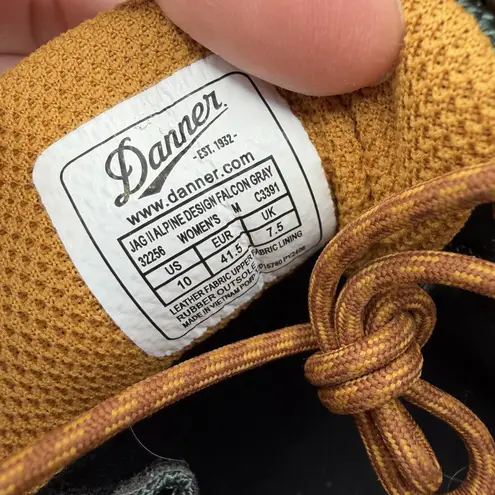 Danner
-EST. 1932-
www.danner.com
JAG II ALPINE DESIGN FALCON GRAY
32256 WOMEN'S M C3391
US EUR UK
10 41.5 7.5
LEATHER FABRIC UPPER FABRIC LINING
RUBBER OUTSOLE
MADE IN VIETNAM